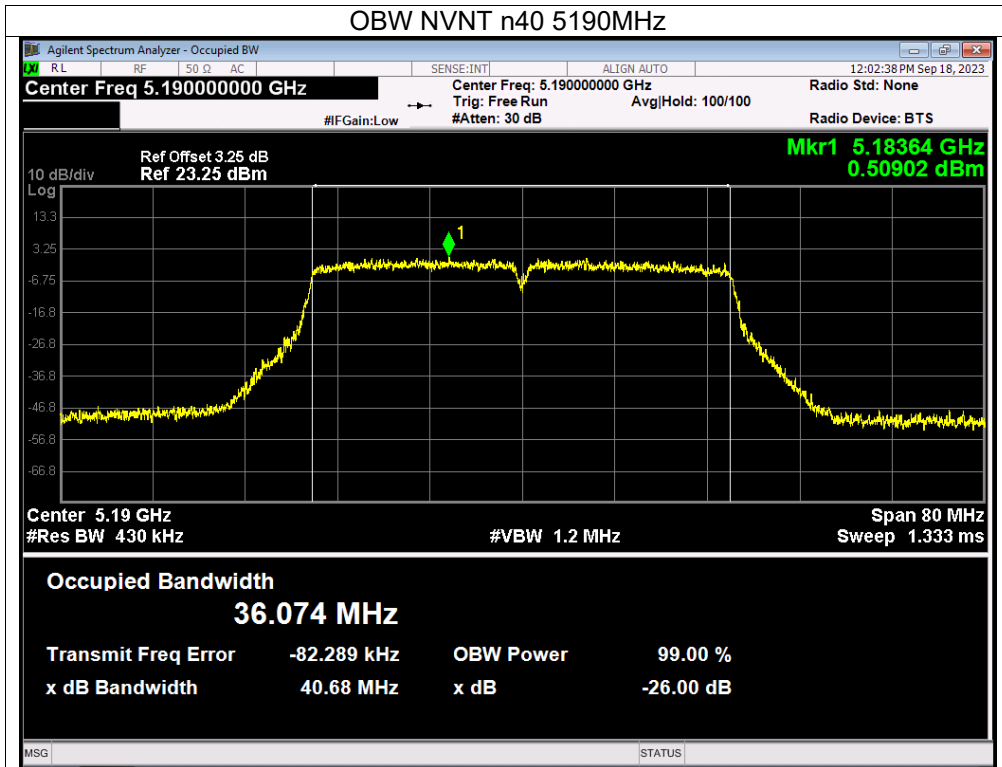 OBW NVNT n40 5190MHz
Agilent Spectrum Analyzer - Occupied BW
LXI RL RF 50 Ω AC SENSE:INT ALIGN AUTO 12:02:38 PM Sep 18, 2023
Center Freq 5.190000000 GHz Center Freq: 5.190000000 GHz Radio Std: None
Trig: Free Run Avg|Hold: 100/100
#IFGain:Low #Atten: 30 dB Radio Device: BTS
Mkr1 5.18364 GHz
0.50902 dBm
Ref Offset 3.25 dB
10 dB/div Ref 23.25 dBm
Log
13.3
1
3.25
-6.75
-16.8
-26.8
-36.8
-46.8
-56.8
-66.8
Center 5.19 GHz Span 80 MHz
#Res BW 430 kHz #VBW 1.2 MHz Sweep 1.333 ms
Occupied Bandwidth
36.074 MHz
Transmit Freq Error -82.289 kHz OBW Power 99.00 %
x dB Bandwidth 40.68 MHz x dB -26.00 dB
MSG STATUS